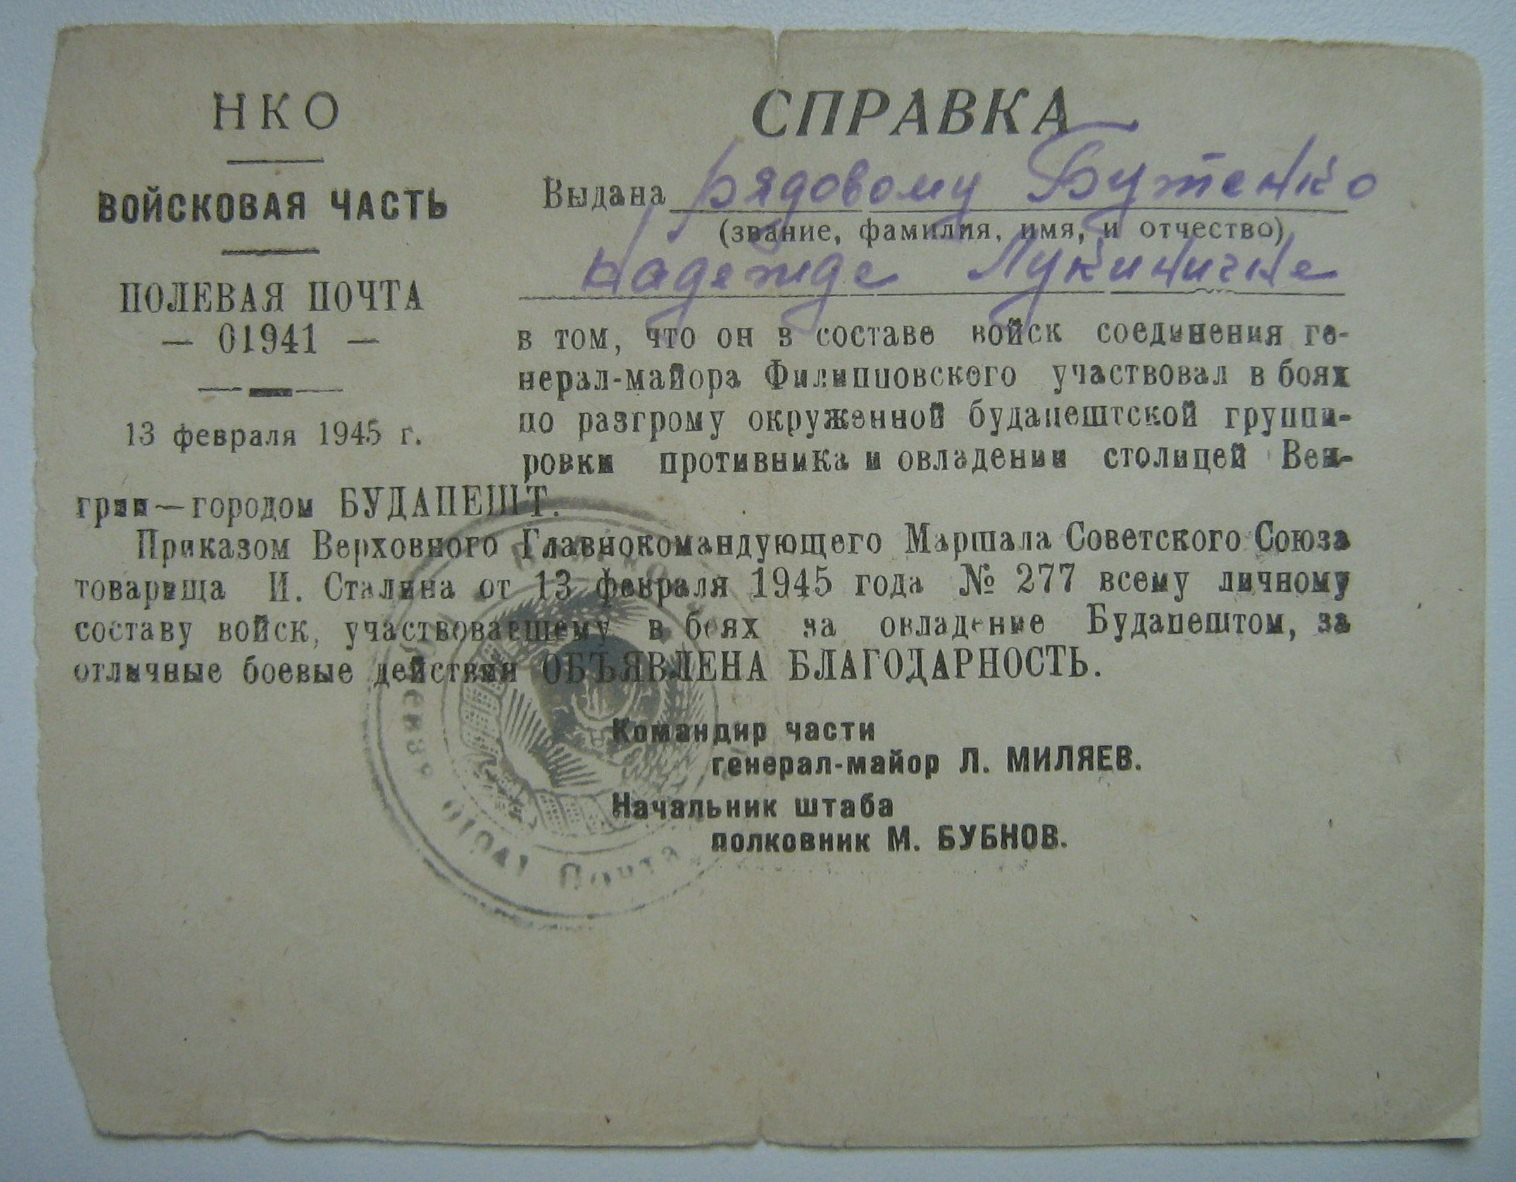 НКО
ВОЙСКОВАЯ ЧАСТЬ
ПОЛЕВАЯ ПОЧТА
— 01941 —
13 февраля 1945 г.
СПРАВКА
Выдана рядовому Бутенко
(звание, фамилия, имя, и отчество)
Надежде Лукиничне
в том, что он в составе войск соединения ге-
нерал-майора Филипповского участвовал в боях
по разгрому окруженной будапештской группи-
ровки противника и овладении столицей Вен-
грии—городом БУДАПЕШТ.
Приказом Верховного Главнокомандующего Маршала Советского Союза
товарища И. Сталина от 13 февраля 1945 года № 277 всему личному
составу войск, участвовавшему в боях за овладение Будапештом, за
отличные боевые действия ОБЪЯВЛЕНА БЛАГОДАРНОСТЬ.
Командир части
генерал-майор Л. МИЛЯЕВ.
Начальник штаба
полковник М. БУБНОВ.
01941 Почта